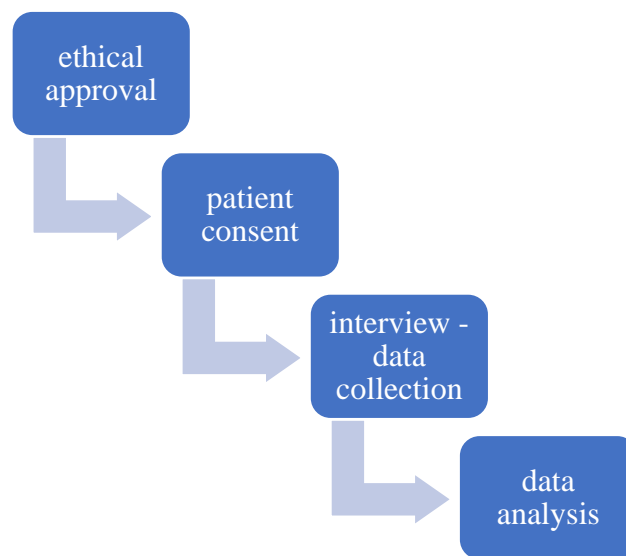 ethical
approval
patient
consent
interview -
data
collection
data
analysis